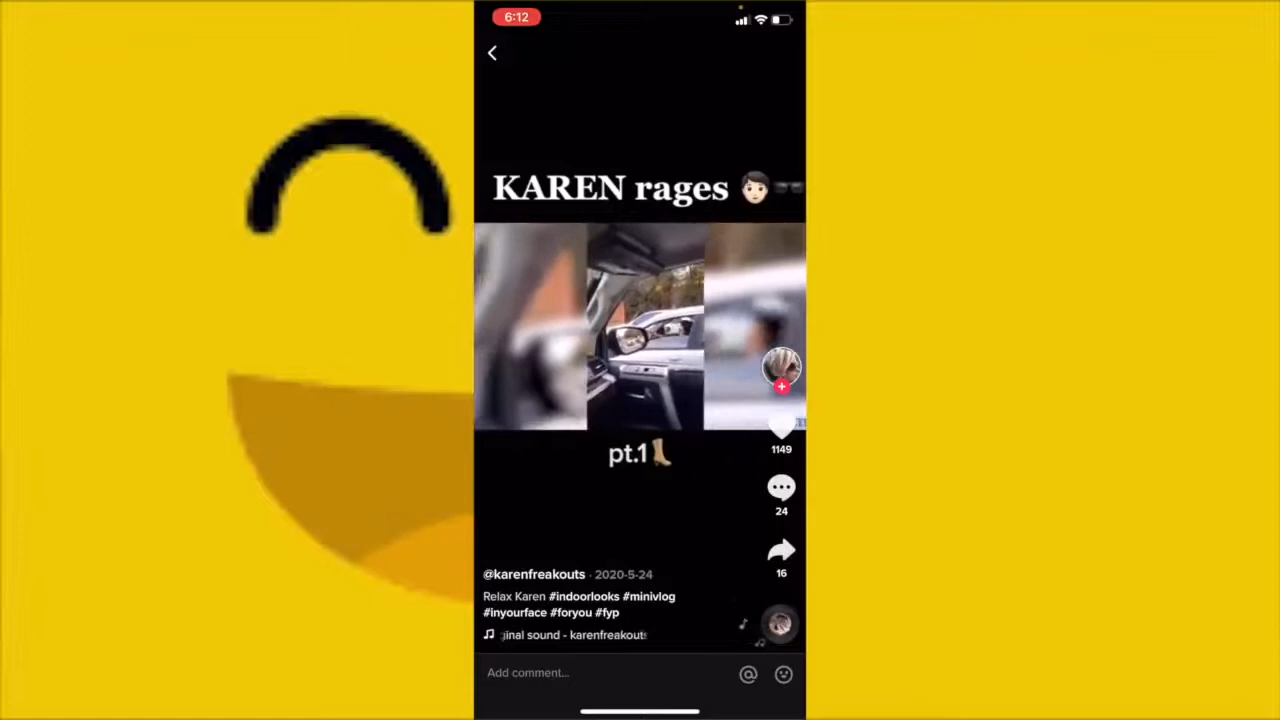 6:12
KAREN rages
pt.1
1149
24
16
@karenfreakouts · 2020-5-24
Relax Karen #indoorlooks #minivlog
#inyourface #foryou #fyp
ginal sound - karenfreakouts
Add comment...